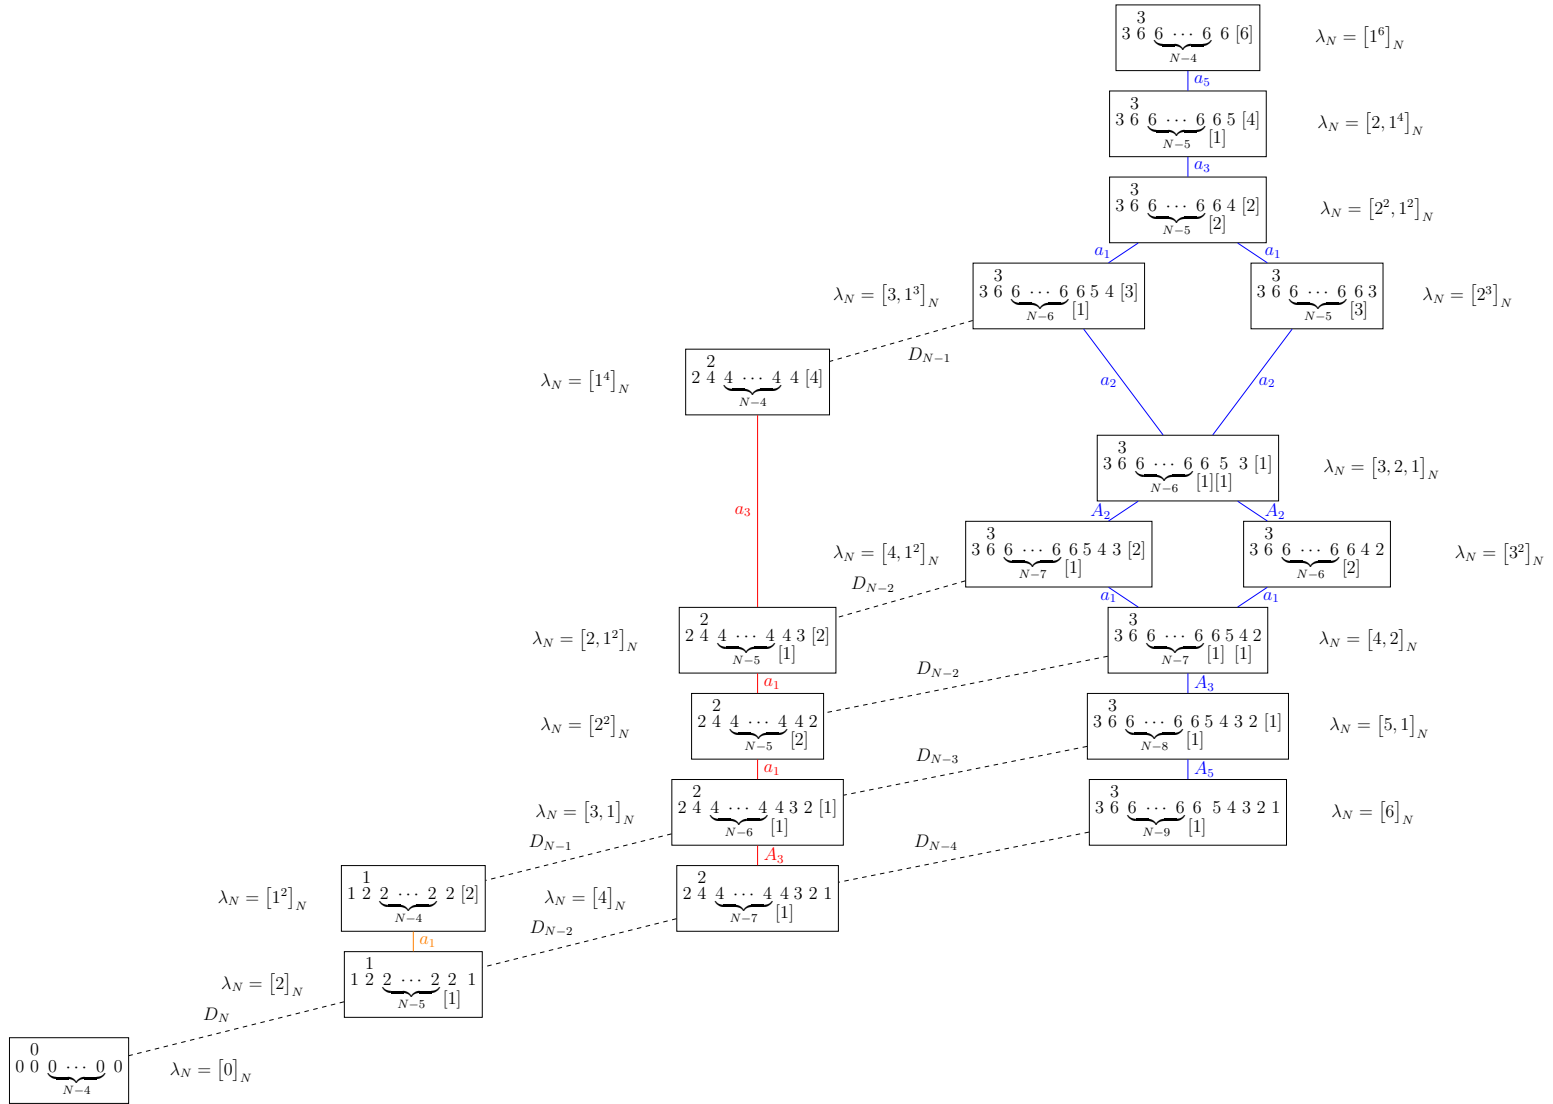 3
3 6 6 ⋯ 6 6 [6]
N−4
λ_N = [1^6]_N
a_5
3
3 6 6 ⋯ 6 6 5 [4]
N−5 [1]
λ_N = [2, 1^4]_N
a_3
3
3 6 6 ⋯ 6 6 4 [2]
N−5 [2]
λ_N = [2^2, 1^2]_N
a_1 a_1
λ_N = [3, 1^3]_N
3
3 6 6 ⋯ 6 6 5 4 [3]
N−6 [1]
3
3 6 6 ⋯ 6 6 3
N−5 [3]
λ_N = [2^3]_N
D_{N−1}
λ_N = [1^4]_N
2
2 4 4 ⋯ 4 4 [4]
N−4
a_2 a_2
3
3 6 6 ⋯ 6 6 5 3 [1]
N−6 [1][1]
λ_N = [3, 2, 1]_N
a_3
A_2 A_2
λ_N = [4, 1^2]_N
3
3 6 6 ⋯ 6 6 5 4 3 [2]
N−7 [1]
3
3 6 6 ⋯ 6 6 4 2
N−6 [2]
λ_N = [3^2]_N
D_{N−2}
a_1 a_1
λ_N = [2, 1^2]_N
2
2 4 4 ⋯ 4 4 3 [2]
N−5 [1]
3
3 6 6 ⋯ 6 6 5 4 2
N−7 [1] [1]
λ_N = [4, 2]_N
D_{N−2}
a_1
A_3
λ_N = [2^2]_N
2
2 4 4 ⋯ 4 4 2
N−5 [2]
3
3 6 6 ⋯ 6 6 5 4 3 2 [1]
N−8 [1]
λ_N = [5, 1]_N
D_{N−3}
a_1
A_5
λ_N = [3, 1]_N
2
2 4 4 ⋯ 4 4 3 2 [1]
N−6 [1]
3
3 6 6 ⋯ 6 6 5 4 3 2 1
N−9 [1]
λ_N = [6]_N
D_{N−1}
D_{N−4}
A_3
λ_N = [1^2]_N
1
1 2 2 ⋯ 2 2 [2]
N−4
λ_N = [4]_N
2
2 4 4 ⋯ 4 4 3 2 1
N−7 [1]
D_{N−2}
a_1
λ_N = [2]_N
1
1 2 2 ⋯ 2 2 1
N−5 [1]
D_N
0
0 0 0 ⋯ 0 0
N−4
λ_N = [0]_N